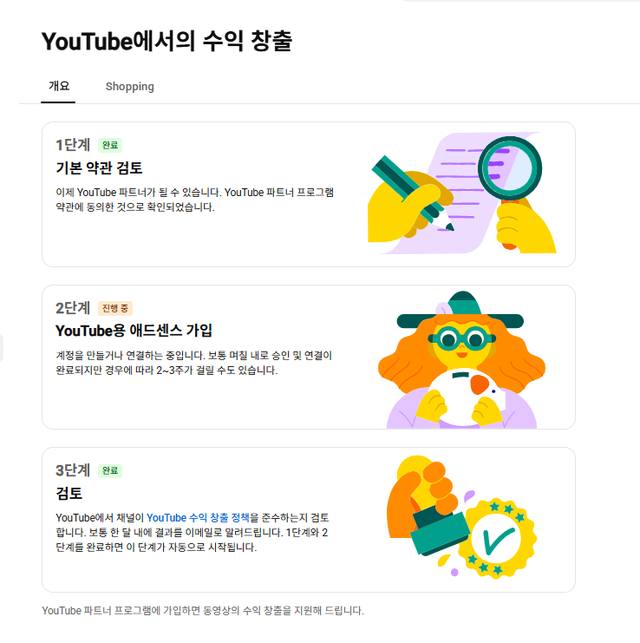 YouTube에서의 수익 창출
개요 Shopping
1단계 완료
기본 약관 검토
이제 YouTube 파트너가 될 수 있습니다. YouTube 파트너 프로그램
약관에 동의한 것으로 확인되었습니다.
2단계 진행 중
YouTube용 애드센스 가입
계정을 만들거나 연결하는 중입니다. 보통 며칠 내로 승인 및 연결이
완료되지만 경우에 따라 2~3주가 걸릴 수도 있습니다.
3단계 완료
검토
YouTube에서 채널이 YouTube 수익 창출 정책을 준수하는지 검토
합니다. 보통 한 달 내에 결과를 이메일로 알려드립니다. 1단계와 2
단계를 완료하면 이 단계가 자동으로 시작됩니다.
YouTube 파트너 프로그램에 가입하면 동영상의 수익 창출을 지원해 드립니다.